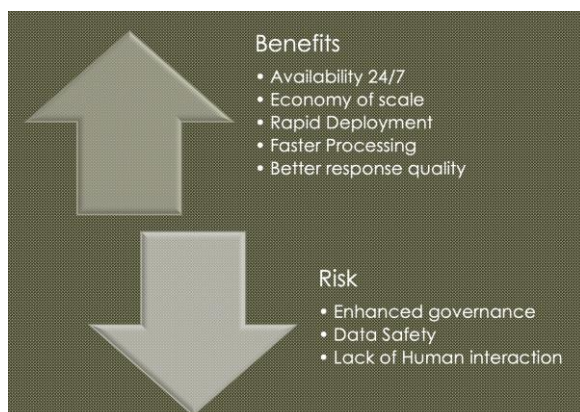 Benefits
• Availability 24/7
• Economy of scale
• Rapid Deployment
• Faster Processing
• Better response quality
Risk
• Enhanced governance
• Data Safety
• Lack of Human interaction